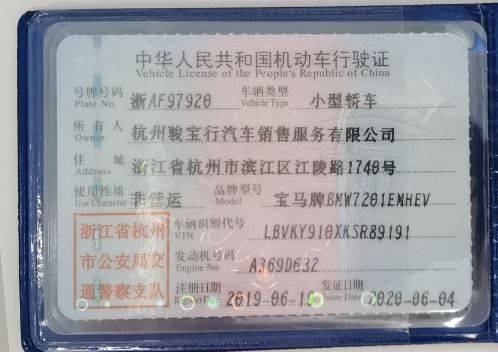 中华人民共和国机动车行驶证
Vehicle License of the People's Republic of China
号牌号码 浙AF97920 车辆类型 小型轿车
Plate No. Vehicle Type
所有人 杭州骏宝行汽车销售服务有限公司
Owner
住址 浙江省杭州市滨江区江陵路1740号
Address
使用性质 非营运 品牌型号 宝马牌BMW7201EMHEV
Use Character Model
浙江省杭州
市公安局交
通警察支队
车辆识别代号 LBVKY910XKSR89191
VIN
发动机号码 A369D632
Engine No.
注册日期 2019-06-19 发证日期 2020-06-04
Register Date Issue Date